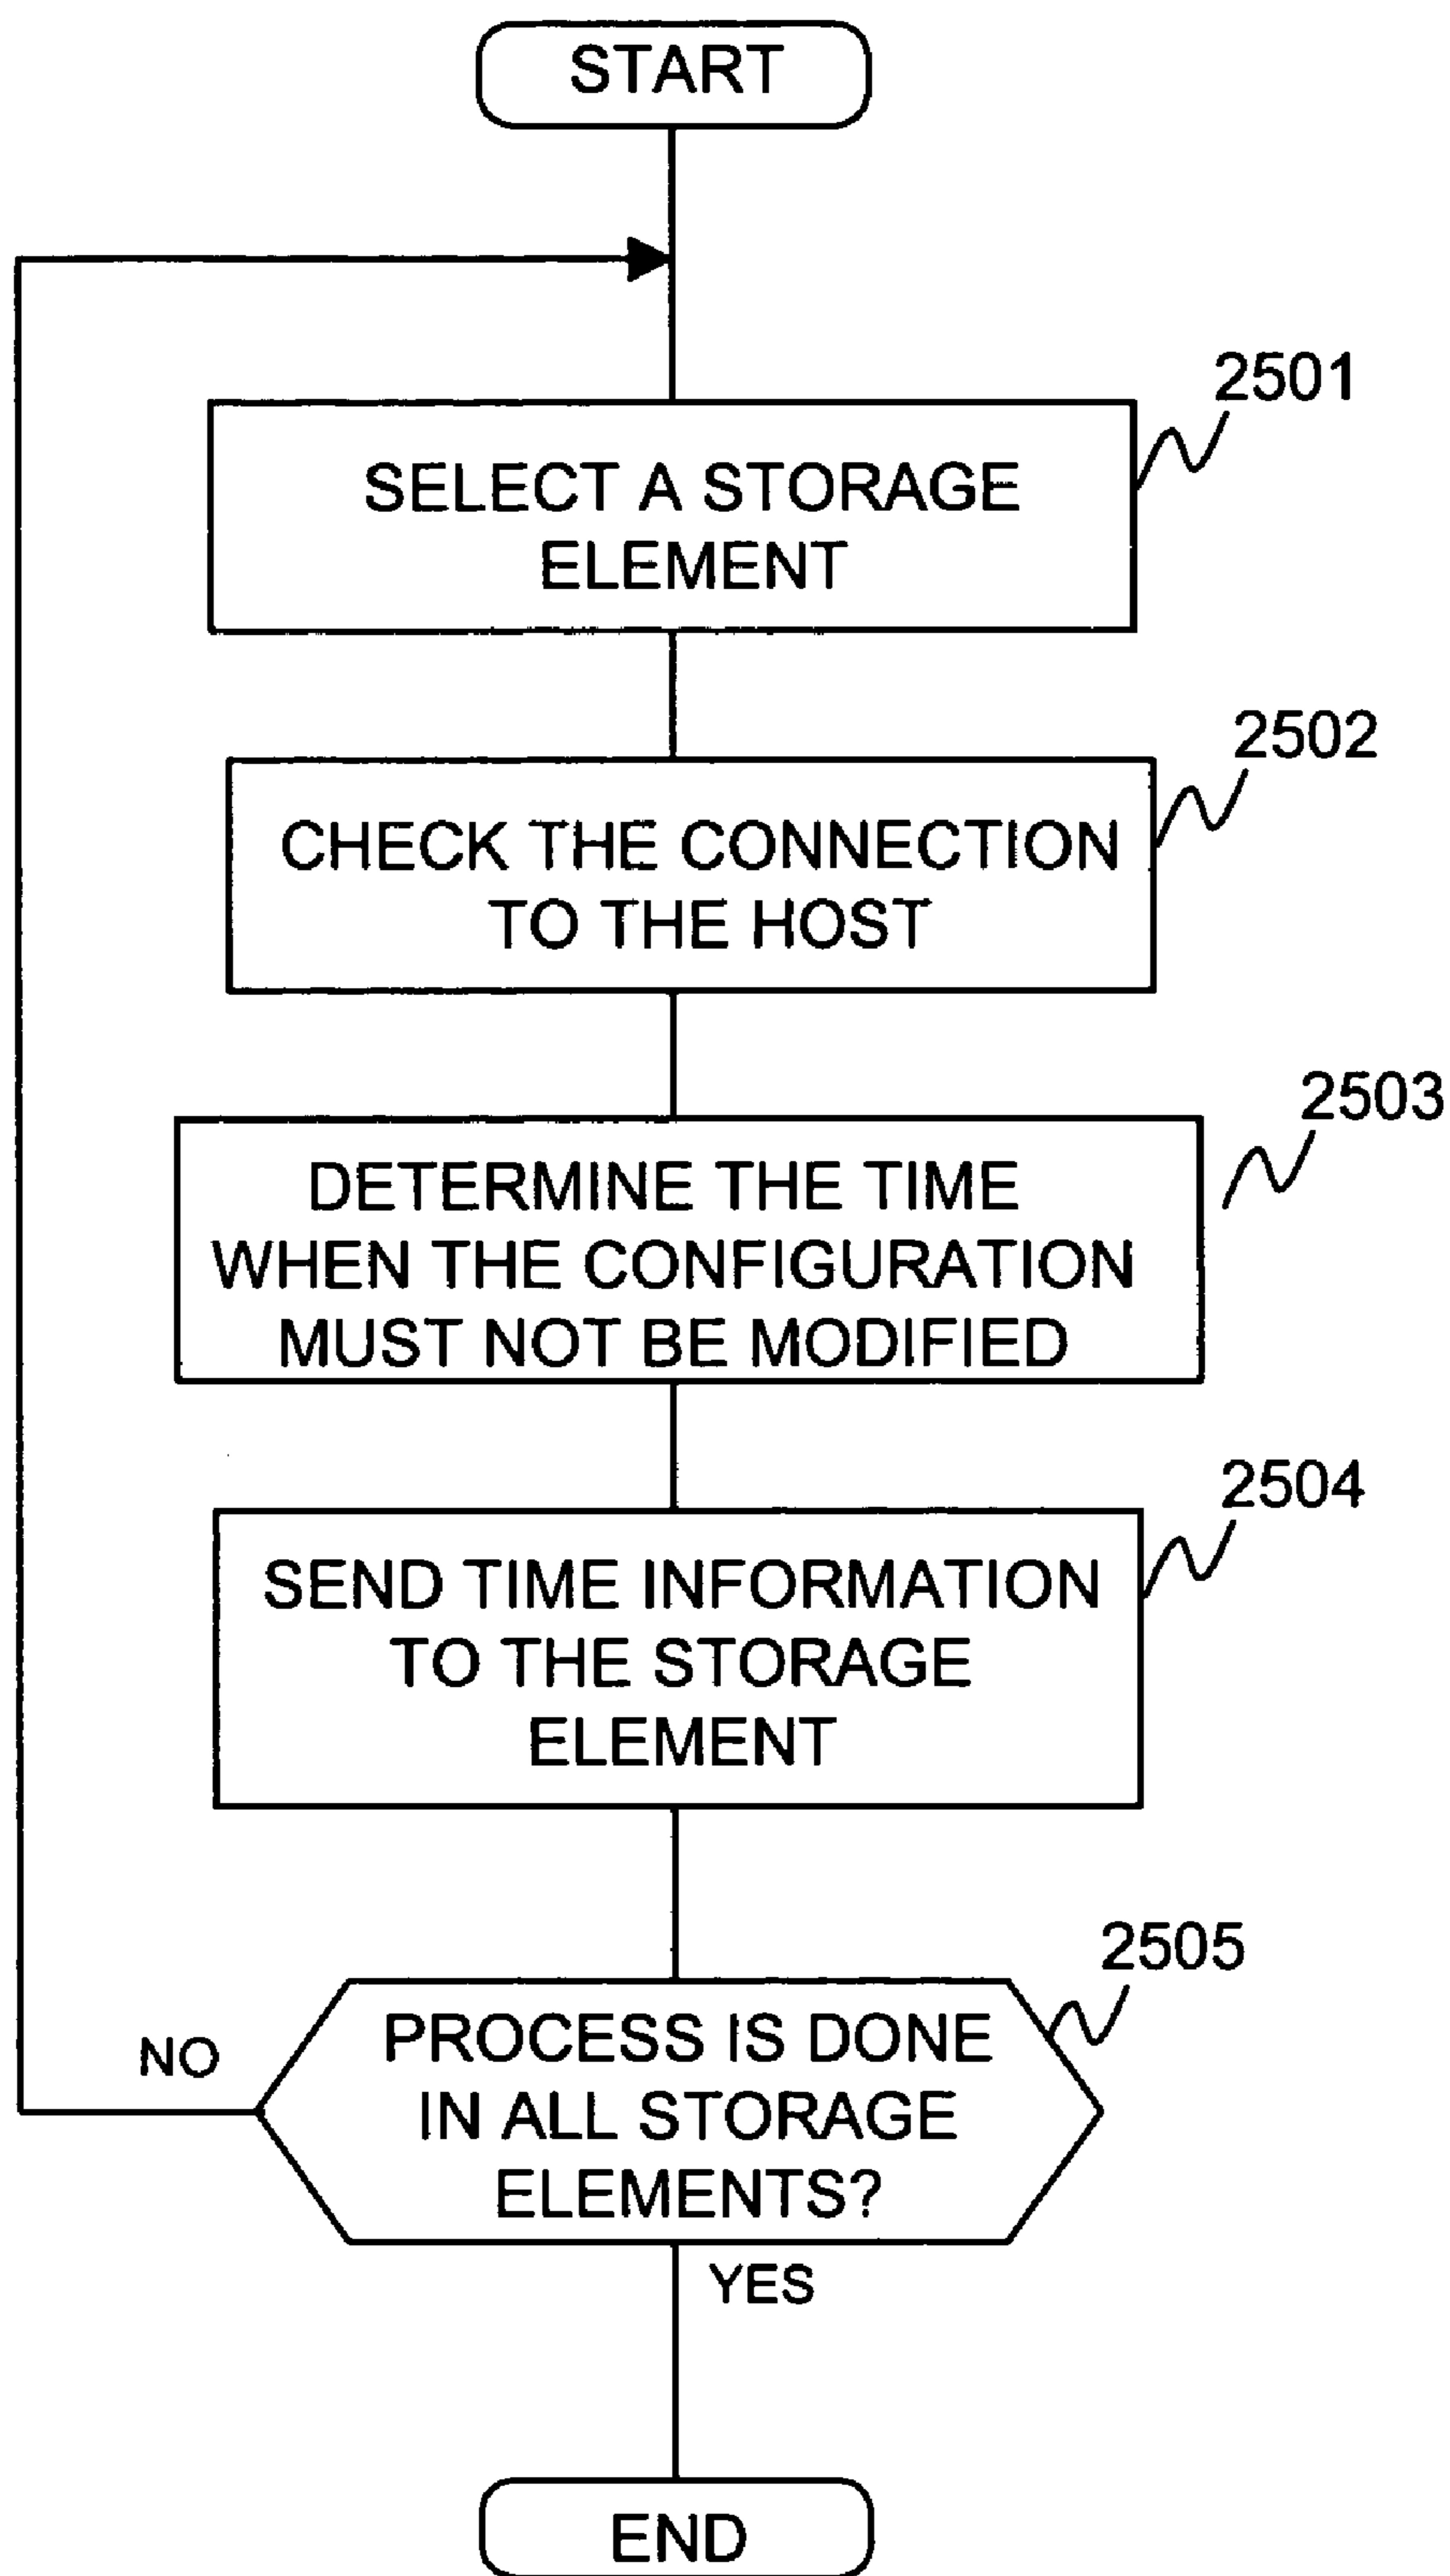 START
2501
SELECT A STORAGE
ELEMENT
2502
CHECK THE CONNECTION
TO THE HOST
2503
DETERMINE THE TIME
WHEN THE CONFIGURATION
MUST NOT BE MODIFIED
2504
SEND TIME INFORMATION
TO THE STORAGE
ELEMENT
2505
PROCESS IS DONE
IN ALL STORAGE
ELEMENTS?
NO
YES
END